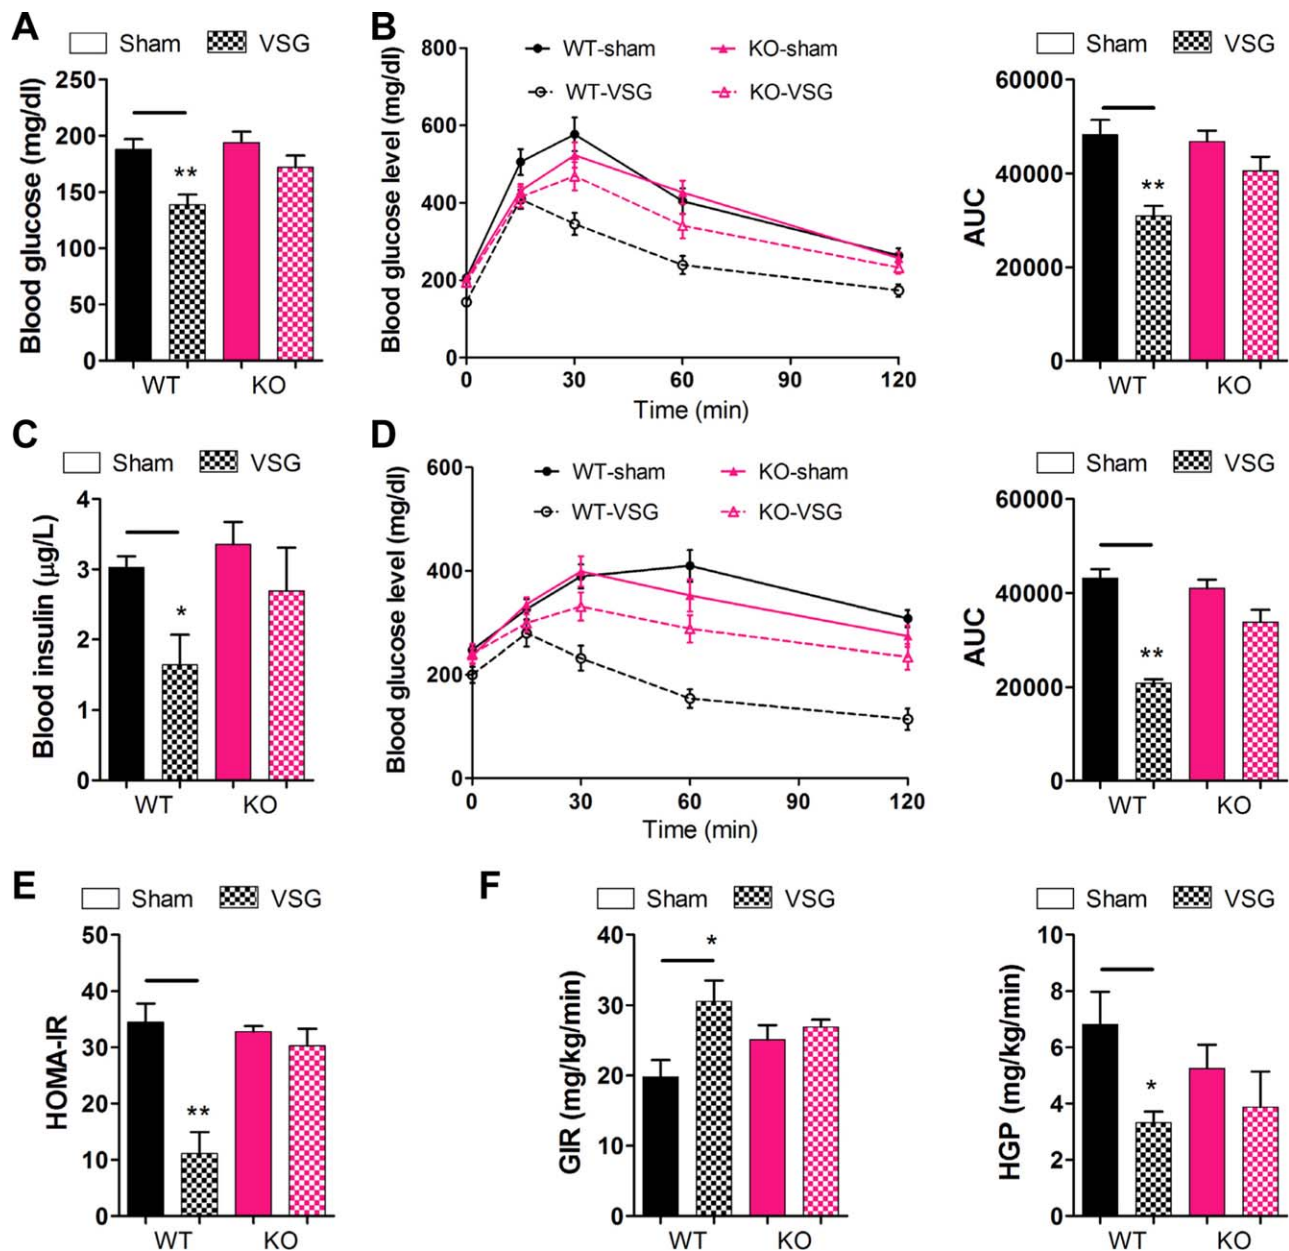 A
Sham VSG
Blood glucose (mg/dl)
250
200
150
100
50
0
**
WT KO
B
WT-sham KO-sham
WT-VSG KO-VSG
Blood glucose level (mg/dl)
800
600
400
200
0
0 30 60 90 120
Time (min)
Sham VSG
AUC
60000
40000
20000
0
**
WT KO
C
Sham VSG
Blood insulin (μg/L)
4
3
2
1
0
*
WT KO
D
WT-sham KO-sham
WT-VSG KO-VSG
Blood glucose level (mg/dl)
600
400
200
0
0 30 60 90 120
Time (min)
Sham VSG
AUC
60000
40000
20000
0
**
WT KO
E
Sham VSG
HOMA-IR
50
40
30
20
10
0
**
WT KO
F
Sham VSG
GIR (mg/kg/min)
40
30
20
10
0
*
WT KO
Sham VSG
HGP (mg/kg/min)
10
8
6
4
2
0
*
WT KO